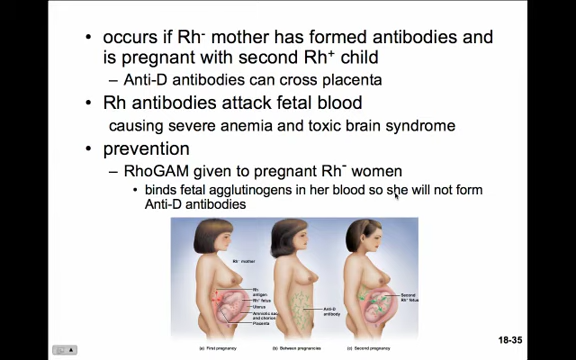 • occurs if Rh- mother has formed antibodies and
is pregnant with second Rh+ child
– Anti-D antibodies can cross placenta
• Rh antibodies attack fetal blood
causing severe anemia and toxic brain syndrome
• prevention
– RhoGAM given to pregnant Rh- women
• binds fetal agglutinogens in her blood so she will not form
Anti-D antibodies
Rh- mother
Rh
antigen
Rh+ fetus
Uterus
Amniotic sac
and chorion
Placenta
Anti-D
antibody
Second
Rh+ fetus
(a) First pregnancy
(b) Between pregnancies
(c) Second pregnancy
18-35